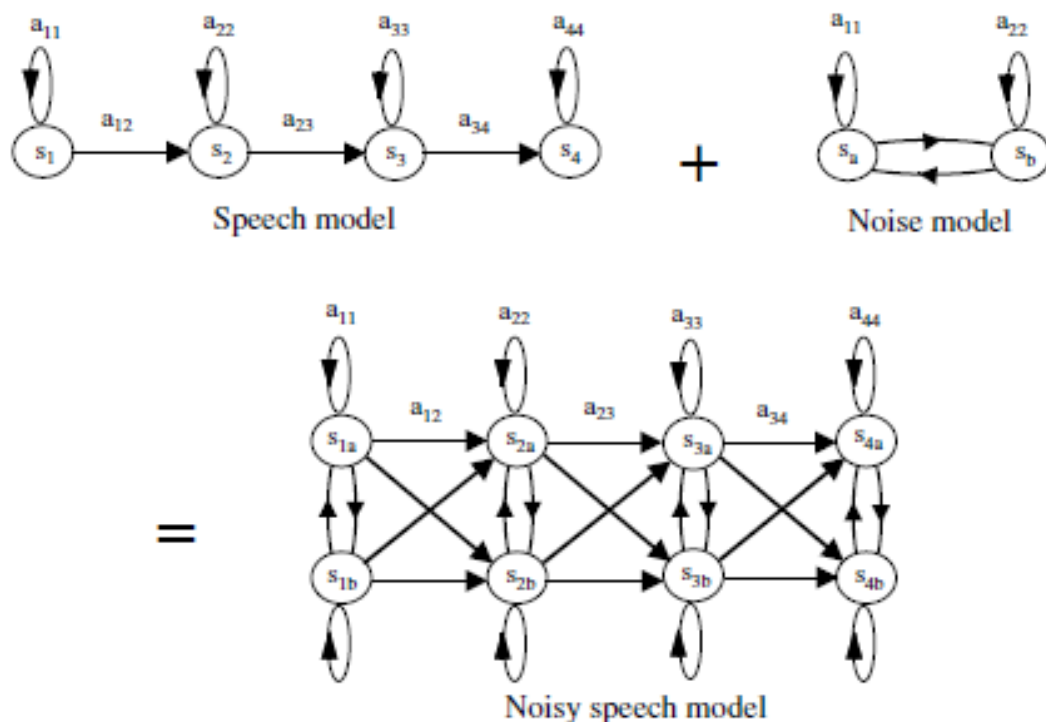 a11 a22 a33 a44 a11 a22
a12 a23 a34
s1 s2 s3 s4 + sa sb
Speech model Noise model
a11 a22 a33 a44
a12 a23 a34
s1a s2a s3a s4a
=
s1b s2b s3b s4b
Noisy speech model